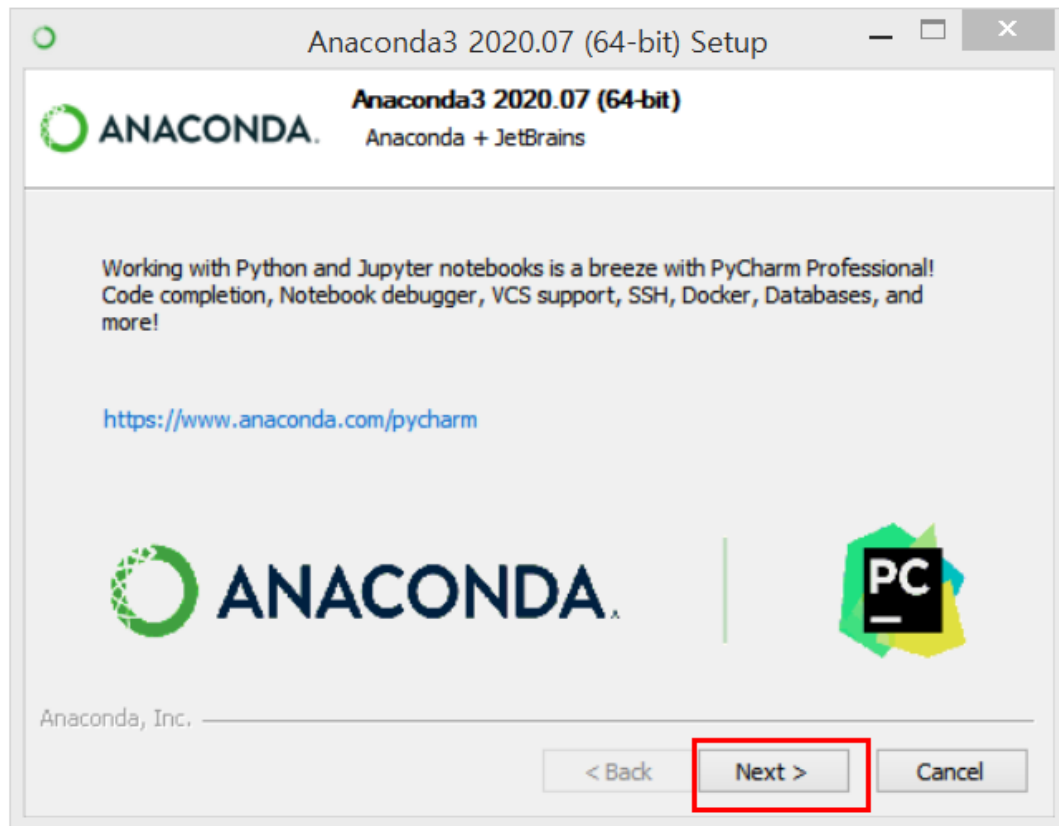 Anaconda3 2020.07 (64-bit) Setup
ANACONDA.
Anaconda3 2020.07 (64-bit)
Anaconda + JetBrains
Working with Python and Jupyter notebooks is a breeze with PyCharm Professional!
Code completion, Notebook debugger, VCS support, SSH, Docker, Databases, and
more!
https://www.anaconda.com/pycharm
ANACONDA.
PC
Anaconda, Inc.
< Back Next > Cancel